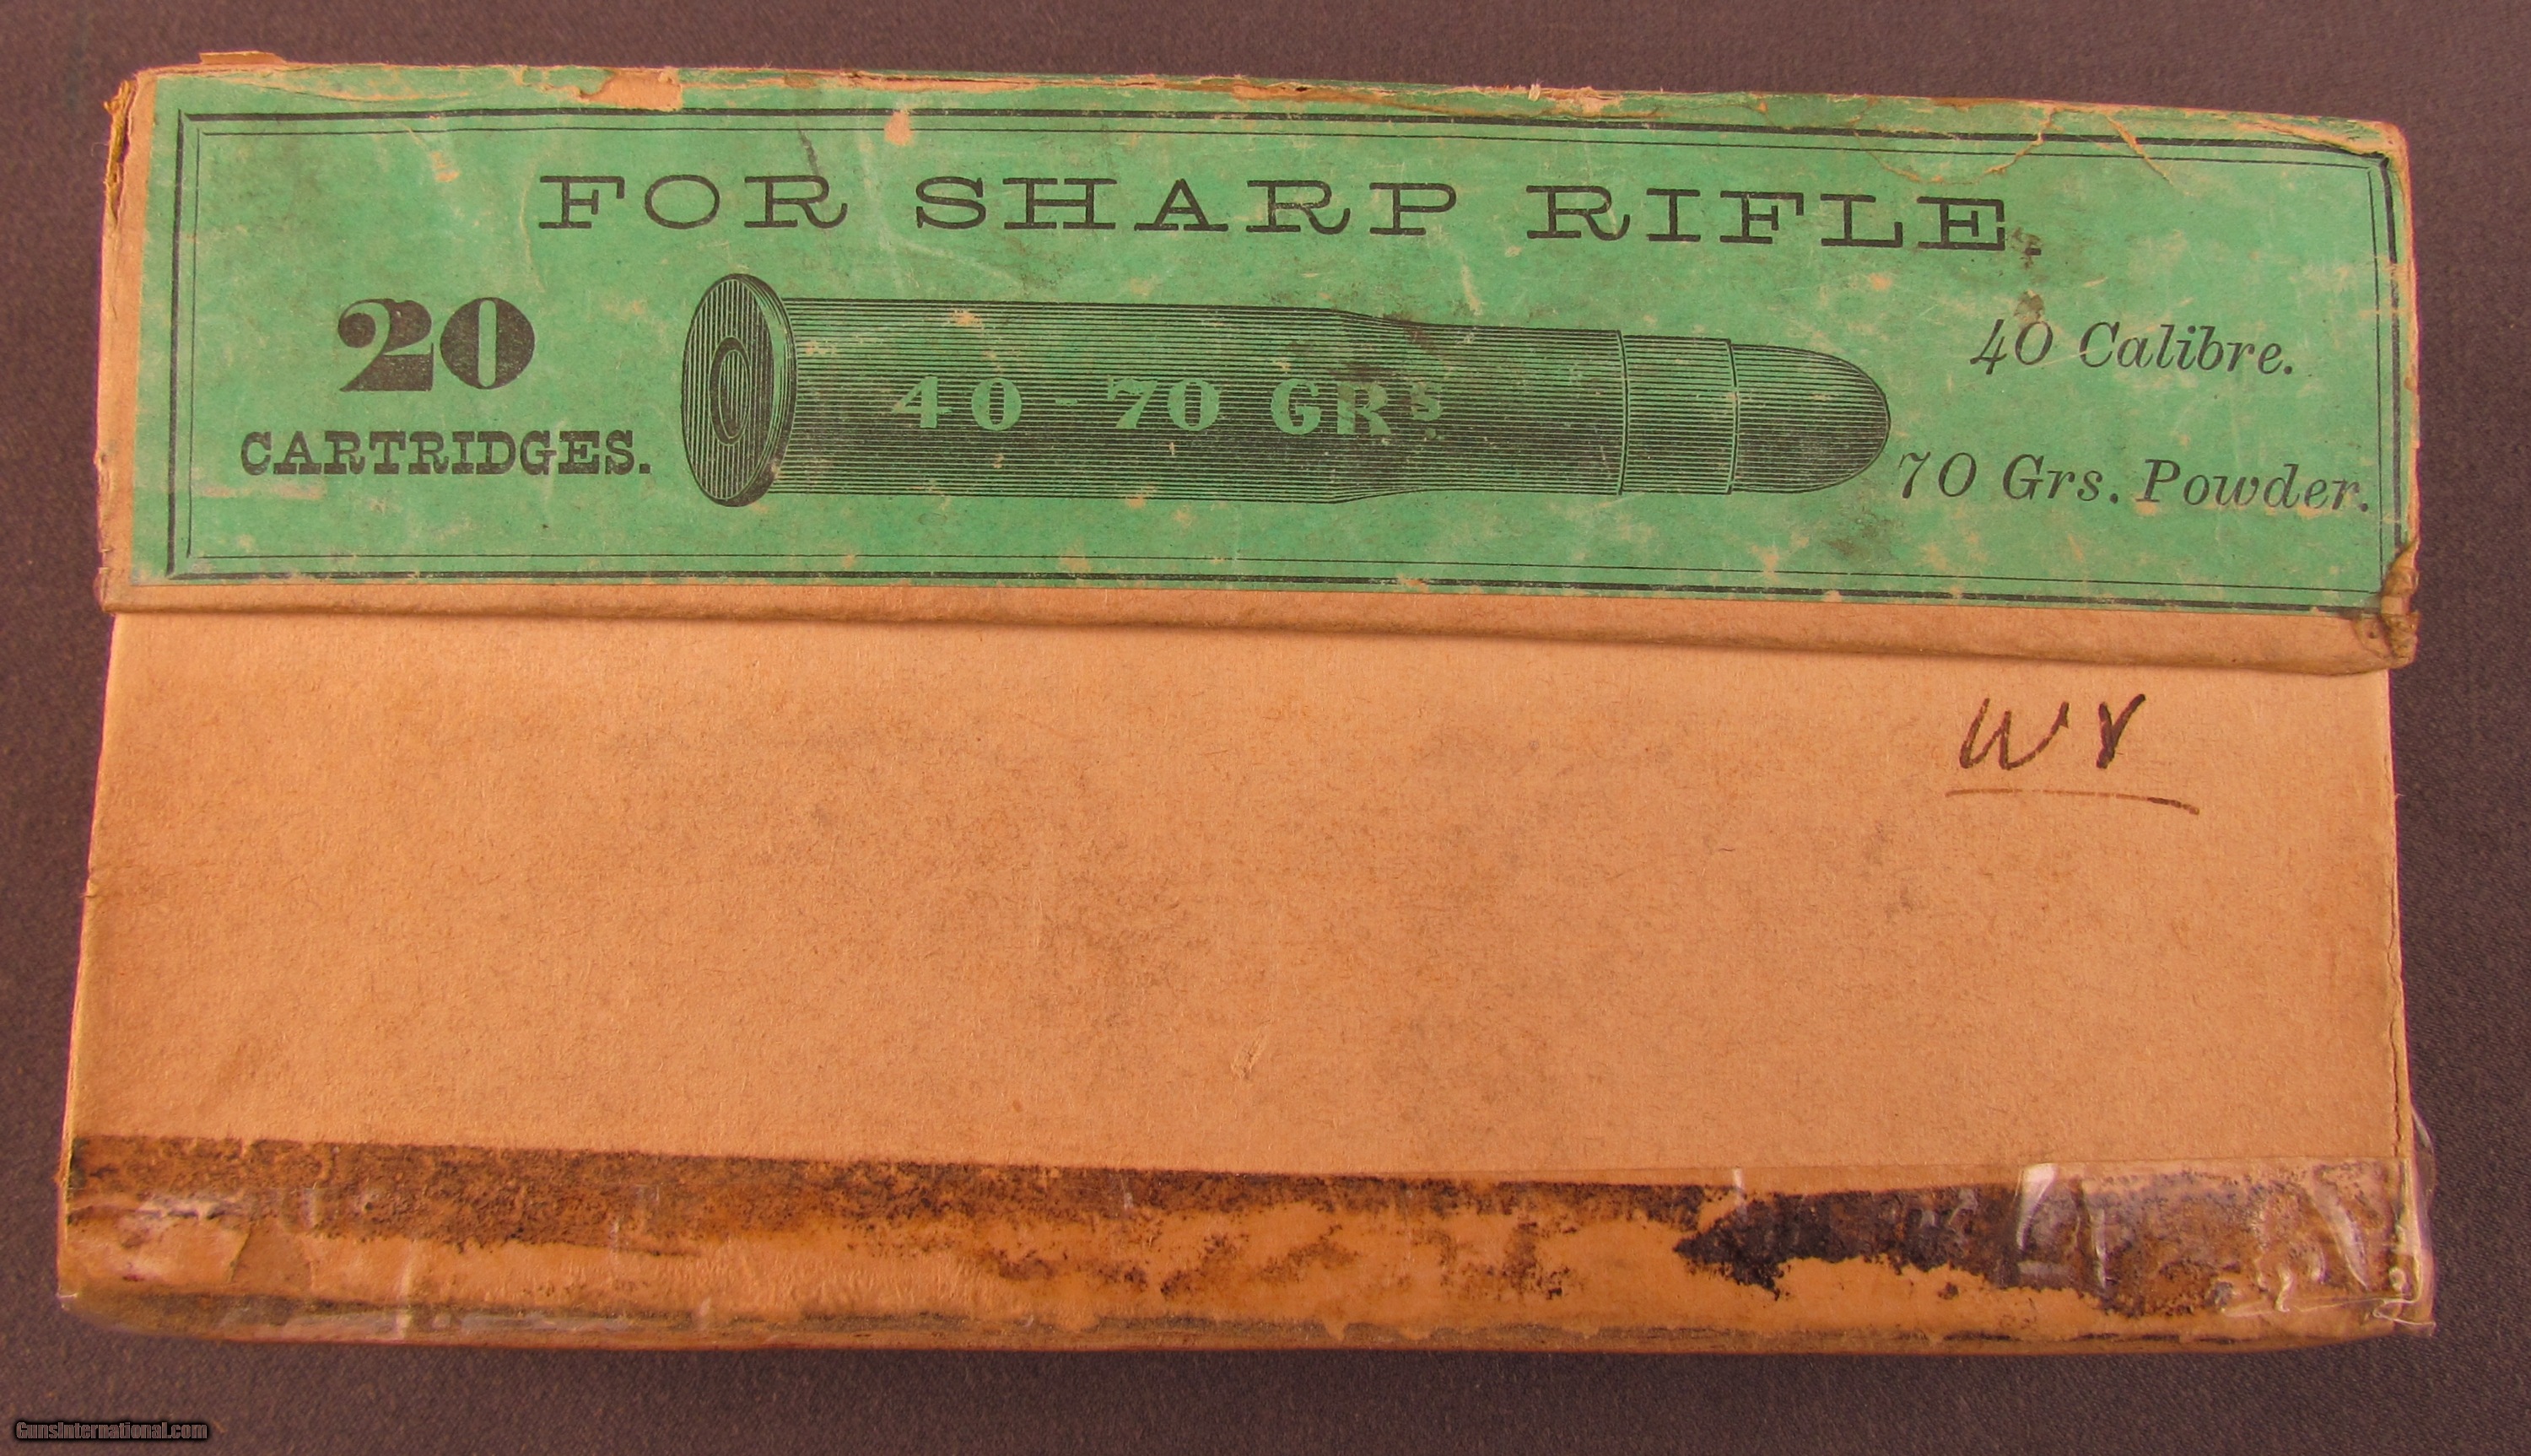 FOR SHARP RIFLE.
20
CARTRIDGES.
40-70 GRS.
40 Calibre.
70 Grs. Powder.
GunsInternational.com